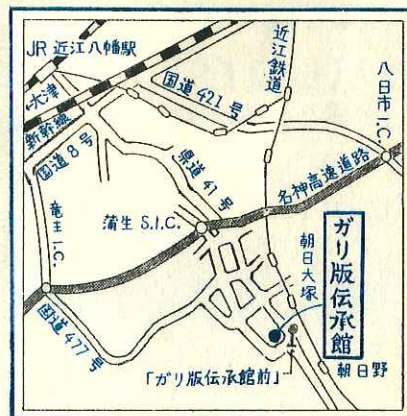 JR 近江八幡駅
←大津
新幹線
国道8号
国道421号
近江鉄道
八日市 I.C.
県道41号
名神高速道路
竜王 I.C.
蒲生 S.I.C.
朝日大塚
ガリ版伝承館
国道477号
「ガリ版伝承館前」
朝日野